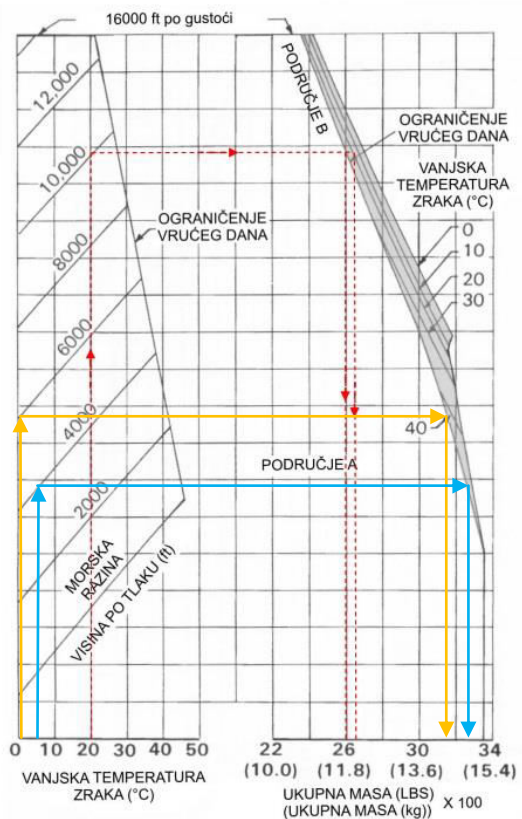 16000 ft po gustoći
12,000
10,000
8000
6000
4000
2000
MORSKA
RAZINA
VISINA PO TLAKU (ft)
OGRANIČENJE
VRUĆEG DANA
PODRUČJE B
OGRANIČENJE
VRUĆEG DANA
VANJSKA
TEMPERATURA
ZRAKA (°C)
0
10
20
30
40
PODRUČJE A
0 10 20 30 40 50
VANJSKA TEMPERATURA
ZRAKA (°C)
22 26 30 34
(10.0) (11.8) (13.6) (15.4)
UKUPNA MASA (LBS)
(UKUPNA MASA (kg)) X 100